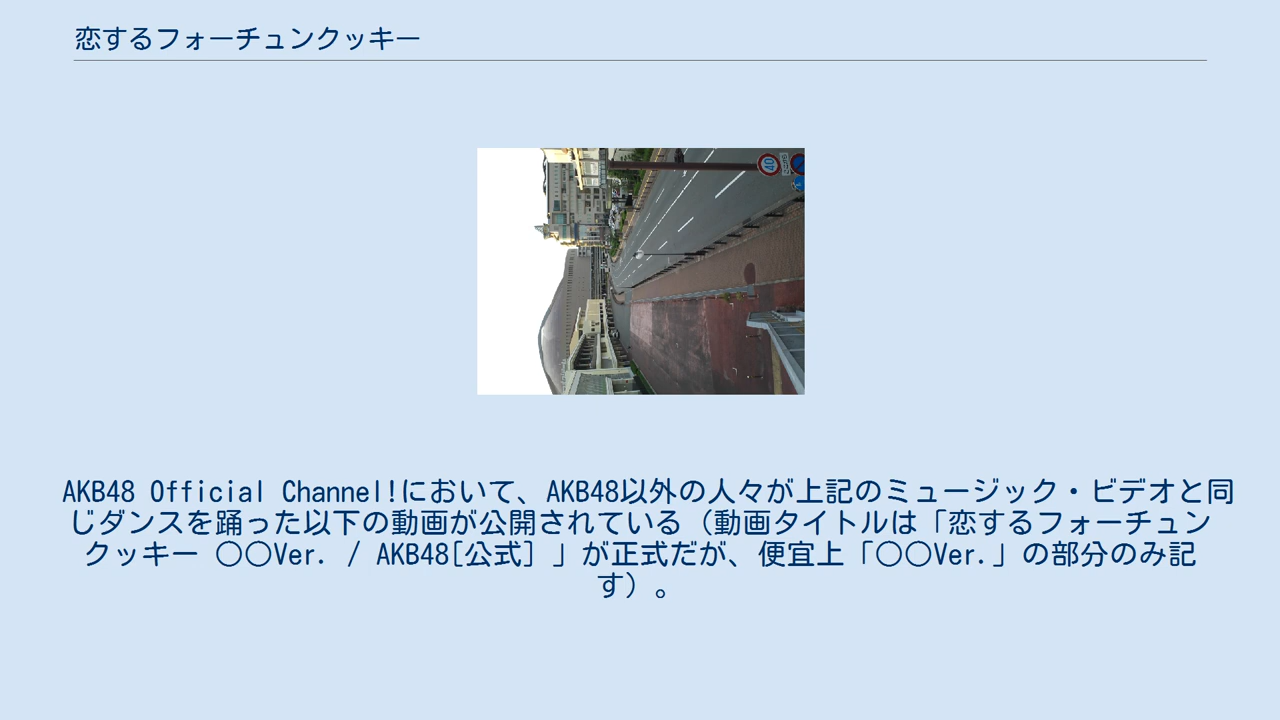 恋するフォーチュンクッキー
40
AKB48 Official Channel!において、AKB48以外の人々が上記のミュージック・ビデオと同
じダンスを踊った以下の動画が公開されている（動画タイトルは「恋するフォーチュン
クッキー 〇〇Ver. / AKB48[公式] 」が正式だが、便宜上「〇〇Ver.」の部分のみ記
す）。